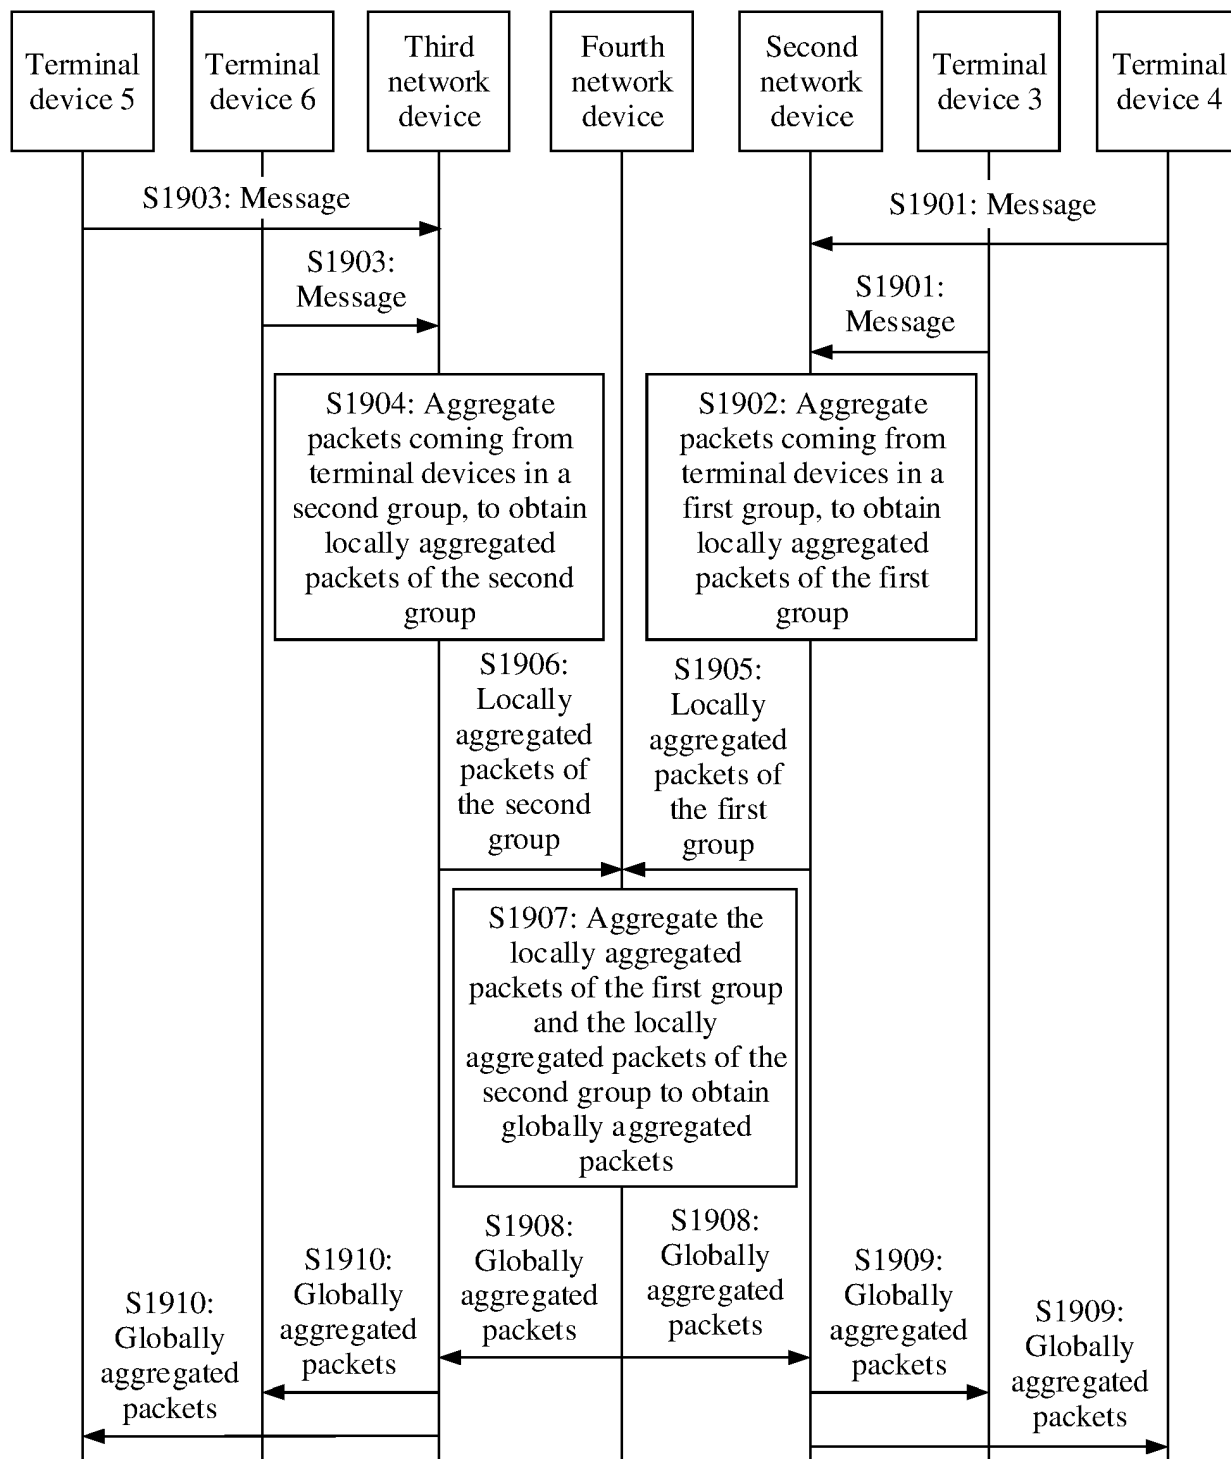 Terminal
device 5
Terminal
device 6
Third
network
device
Fourth
network
device
Second
network
device
Terminal
device 3
Terminal
device 4
S1903: Message
S1901: Message
S1903:
Message
S1901:
Message
S1904: Aggregate
packets coming from
terminal devices in a
second group, to obtain
locally aggregated
packets of the second
group
S1902: Aggregate
packets coming from
terminal devices in a
first group, to obtain
locally aggregated
packets of the first
group
S1906:
Locally
aggregated
packets of
the second
group
S1905:
Locally
aggregated
packets of
the first
group
S1907: Aggregate the
locally aggregated
packets of the first group
and the locally
aggregated packets of the
second group to obtain
globally aggregated
packets
S1910:
Globally
aggregated
packets
S1910:
Globally
aggregated
packets
S1908:
Globally
aggregated
packets
S1908:
Globally
aggregated
packets
S1909:
Globally
aggregated
packets
S1909:
Globally
aggregated
packets